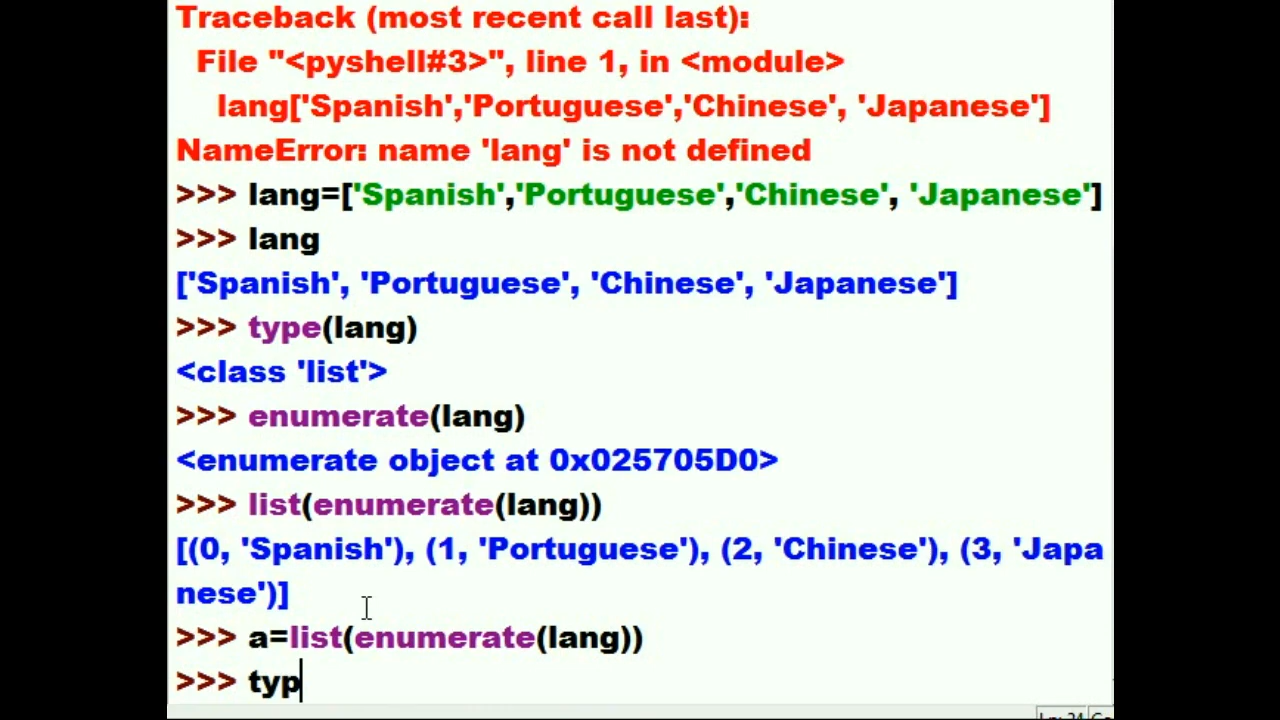 Traceback (most recent call last):
File "<pyshell#3>", line 1, in <module>
lang['Spanish','Portuguese','Chinese', 'Japanese']
NameError: name 'lang' is not defined
>>> lang=['Spanish','Portuguese','Chinese', 'Japanese']
>>> lang
['Spanish', 'Portuguese', 'Chinese', 'Japanese']
>>> type(lang)
<class 'list'>
>>> enumerate(lang)
<enumerate object at 0x025705D0>
>>> list(enumerate(lang))
[(0, 'Spanish'), (1, 'Portuguese'), (2, 'Chinese'), (3, 'Japa
nese')]
>>> a=list(enumerate(lang))
>>> typ